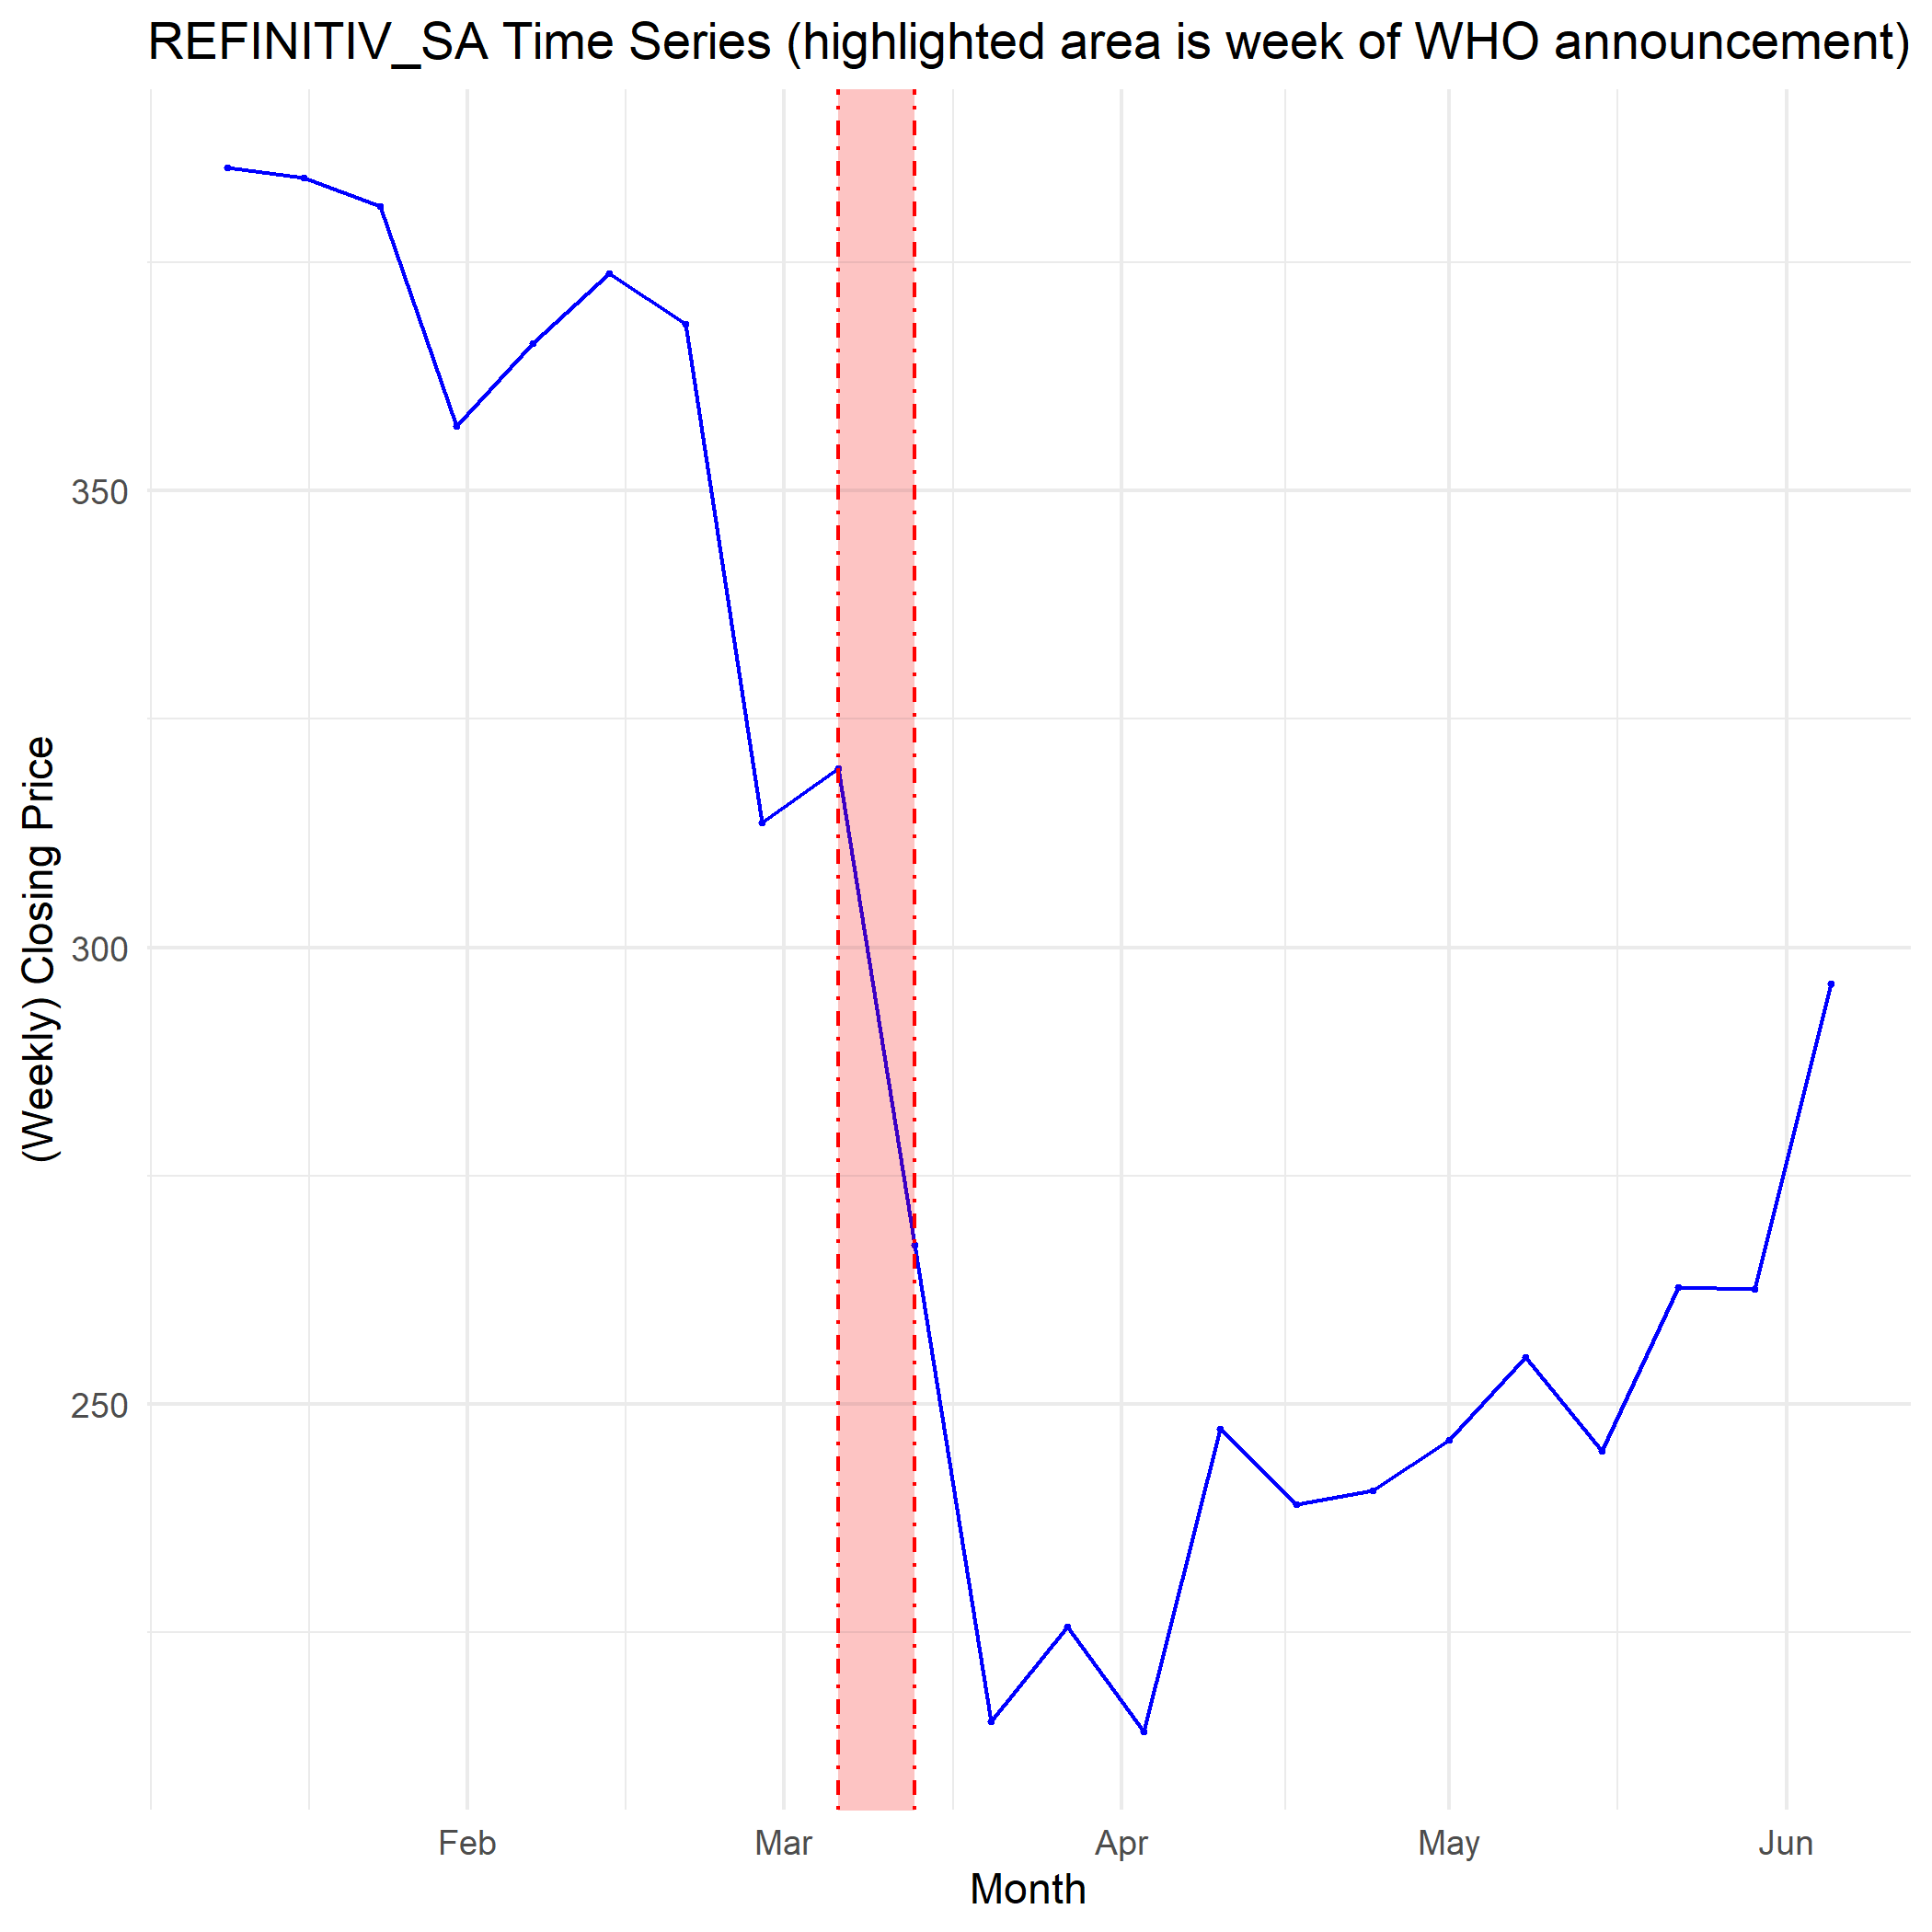 REFINITIV_SA Time Series (highlighted area is week of WHO announcement)
(Weekly) Closing Price
350
300
250
Feb Mar Apr May Jun
Month